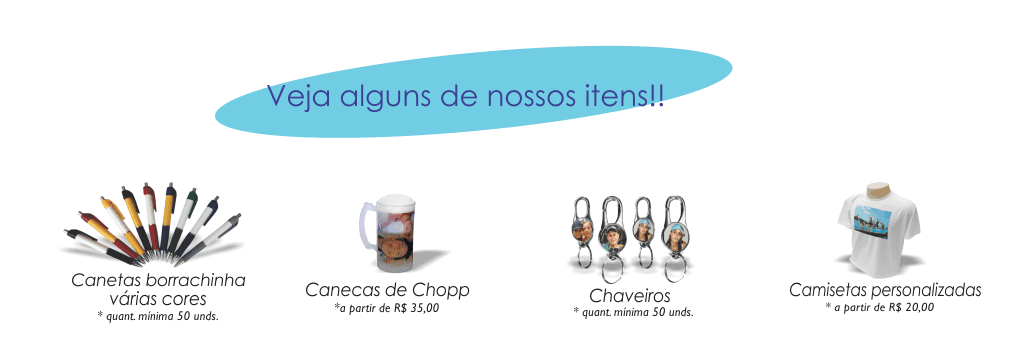 Veja alguns de nossos itens!!
Canetas borrachinha
várias cores
* quant. mínima 50 unds.
Canecas de Chopp
*a partir de R$ 35,00
Chaveiros
* quant. mínima 50 unds.
Camisetas personalizadas
* a partir de R$ 20,00